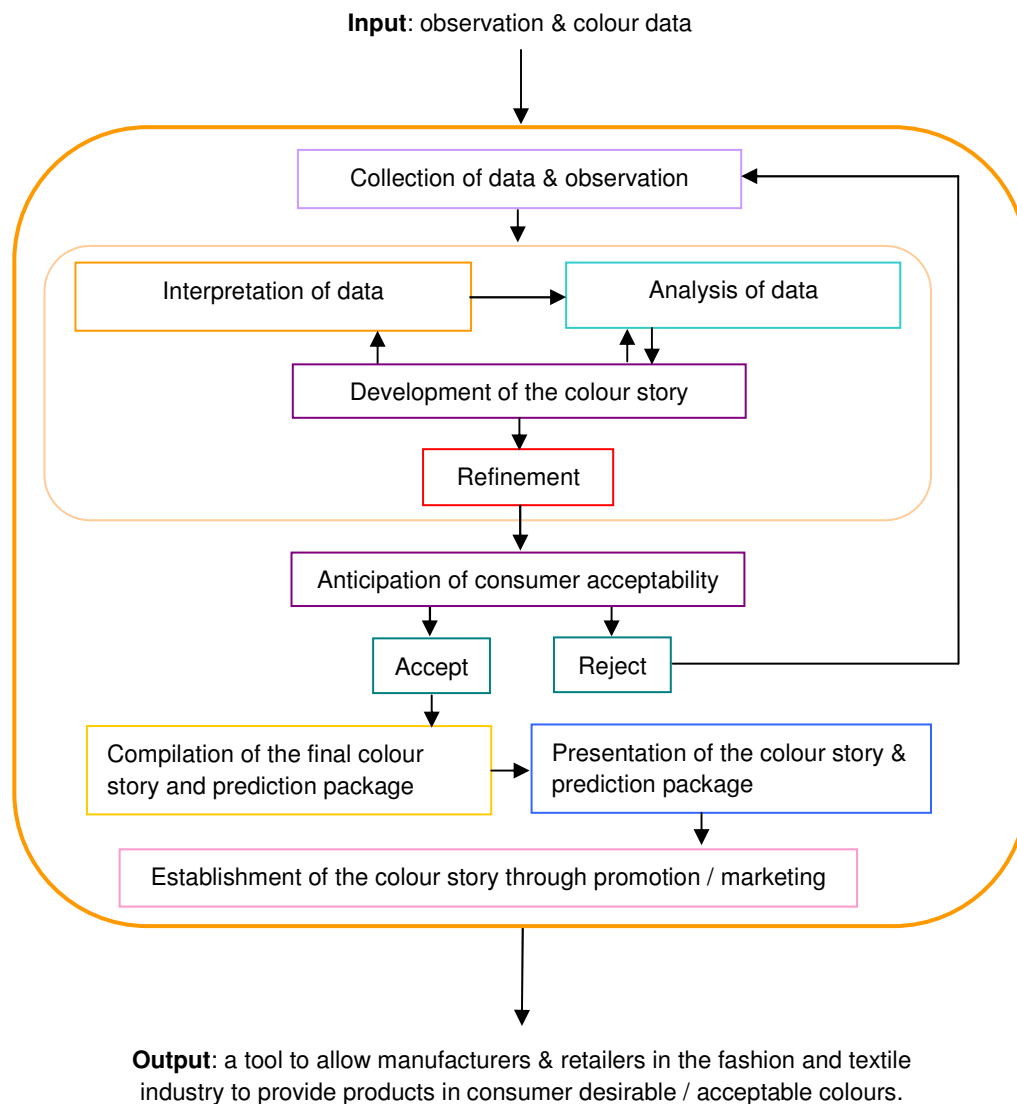 Input: observation & colour data
Collection of data & observation
Interpretation of data
Analysis of data
Development of the colour story
Refinement
Anticipation of consumer acceptability
Accept
Reject
Compilation of the final colour
story and prediction package
Presentation of the colour story &
prediction package
Establishment of the colour story through promotion / marketing
Output: a tool to allow manufacturers & retailers in the fashion and textile
industry to provide products in consumer desirable / acceptable colours.